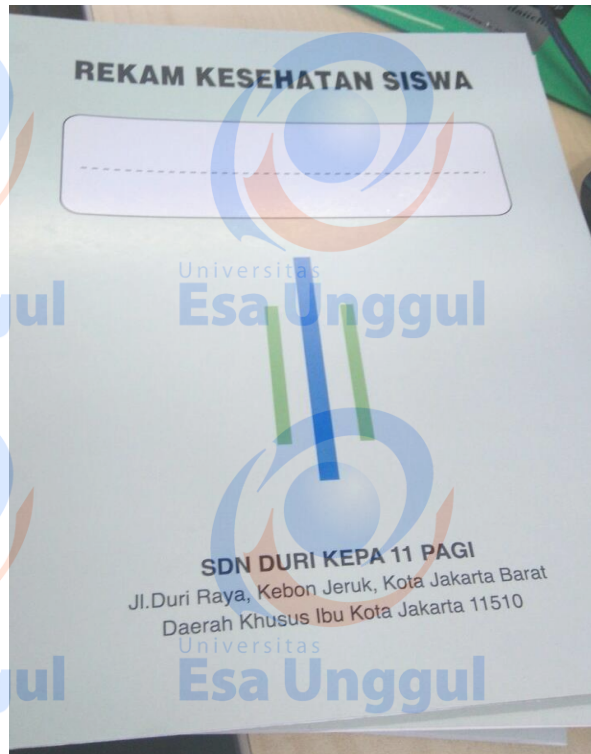 REKAM KESEHATAN SISWA
Universitas
Esa Unggul
SDN DURI KEPA 11 PAGI
Jl.Duri Raya, Kebon Jeruk, Kota Jakarta Barat
Daerah Khusus Ibu Kota Jakarta 11510
Universitas
Esa Unggul